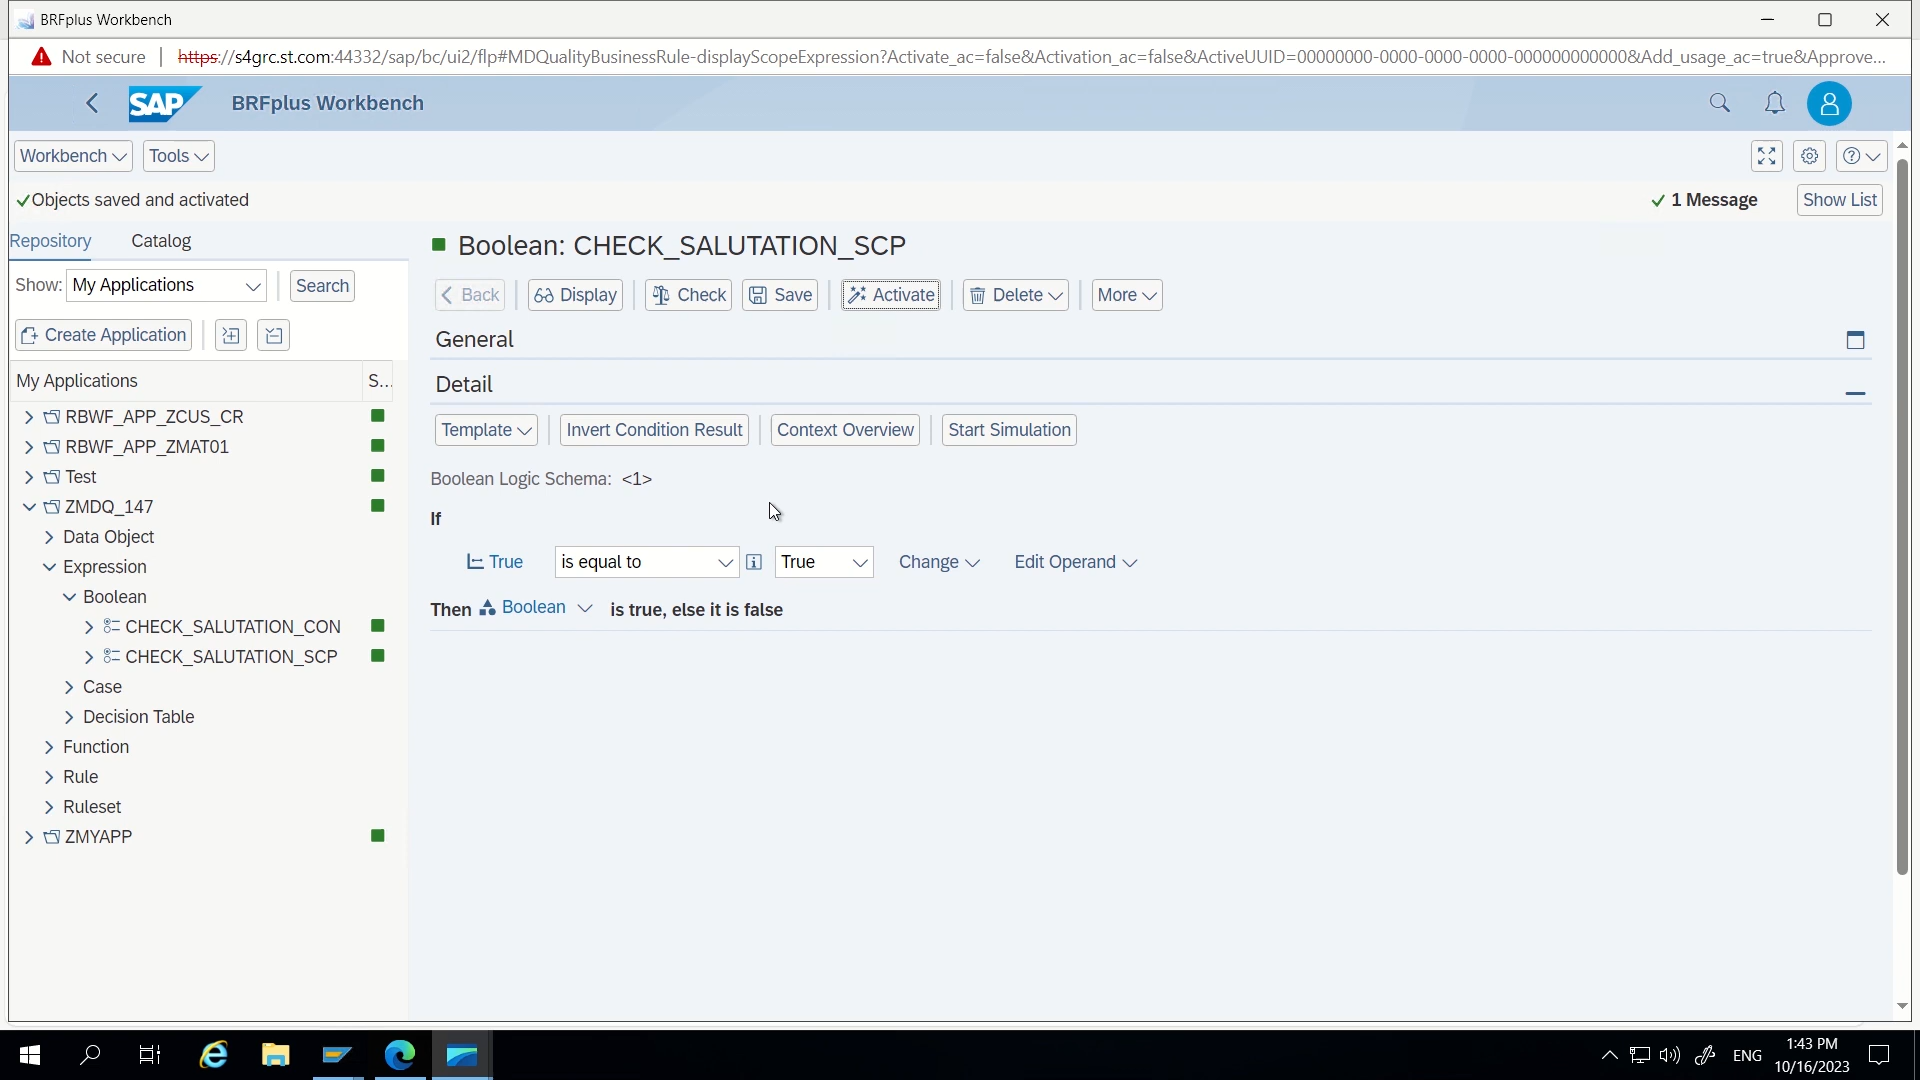 BRFplus Workbench
Not secure
https://s4grc.st.com:44332/sap/bc/ui2/flp#MDQualityBusinessRule-displayScopeExpression?Activate_ac=false&Activation_ac=false&ActiveUUID=00000000-0000-0000-0000-000000000000&Add_usage_ac=true&Approve...
SAP
BRFplus Workbench
Workbench
Tools
Objects saved and activated
1 Message
Show List
Repository
Catalog
Show:
My Applications
Search
Create Application
My Applications
S...
RBWF_APP_ZCUS_CR
RBWF_APP_ZMAT01
Test
ZMDQ_147
Data Object
Expression
Boolean
CHECK_SALUTATION_CON
CHECK_SALUTATION_SCP
Case
Decision Table
Function
Rule
Ruleset
ZMYAPP
Boolean: CHECK_SALUTATION_SCP
Back
Display
Check
Save
Activate
Delete
More
General
Detail
Template
Invert Condition Result
Context Overview
Start Simulation
Boolean Logic Schema: <1>
If
True
is equal to
True
Change
Edit Operand
Then Boolean is true, else it is false
ENG
1:43 PM
10/16/2023